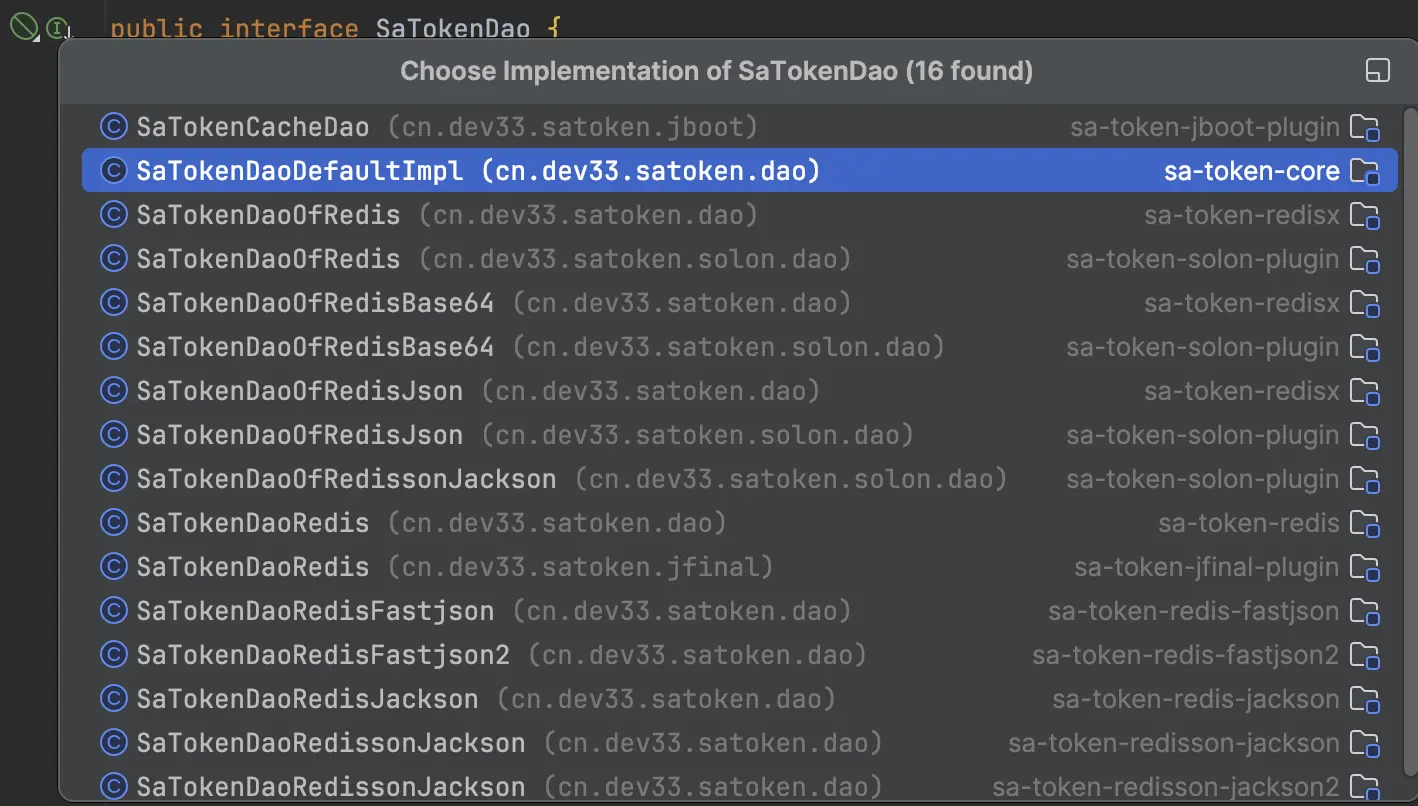 public interface SaTokenDao {
Choose Implementation of SaTokenDao (16 found)
SaTokenCacheDao (cn.dev33.satoken.jboot) sa-token-jboot-plugin
SaTokenDaoDefaultImpl (cn.dev33.satoken.dao) sa-token-core
SaTokenDaoOfRedis (cn.dev33.satoken.dao) sa-token-redisx
SaTokenDaoOfRedis (cn.dev33.satoken.solon.dao) sa-token-solon-plugin
SaTokenDaoOfRedisBase64 (cn.dev33.satoken.dao) sa-token-redisx
SaTokenDaoOfRedisBase64 (cn.dev33.satoken.solon.dao) sa-token-solon-plugin
SaTokenDaoOfRedisJson (cn.dev33.satoken.dao) sa-token-redisx
SaTokenDaoOfRedisJson (cn.dev33.satoken.solon.dao) sa-token-solon-plugin
SaTokenDaoOfRedissonJackson (cn.dev33.satoken.solon.dao) sa-token-solon-plugin
SaTokenDaoRedis (cn.dev33.satoken.dao) sa-token-redis
SaTokenDaoRedis (cn.dev33.satoken.jfinal) sa-token-jfinal-plugin
SaTokenDaoRedisFastjson (cn.dev33.satoken.dao) sa-token-redis-fastjson
SaTokenDaoRedisFastjson2 (cn.dev33.satoken.dao) sa-token-redis-fastjson2
SaTokenDaoRedisJackson (cn.dev33.satoken.dao) sa-token-redis-jackson
SaTokenDaoRedissonJackson (cn.dev33.satoken.dao) sa-token-redisson-jackson
SaTokenDaoRedissonJackson (cn.dev33.satoken.dao) sa-token-redisson-jackson2